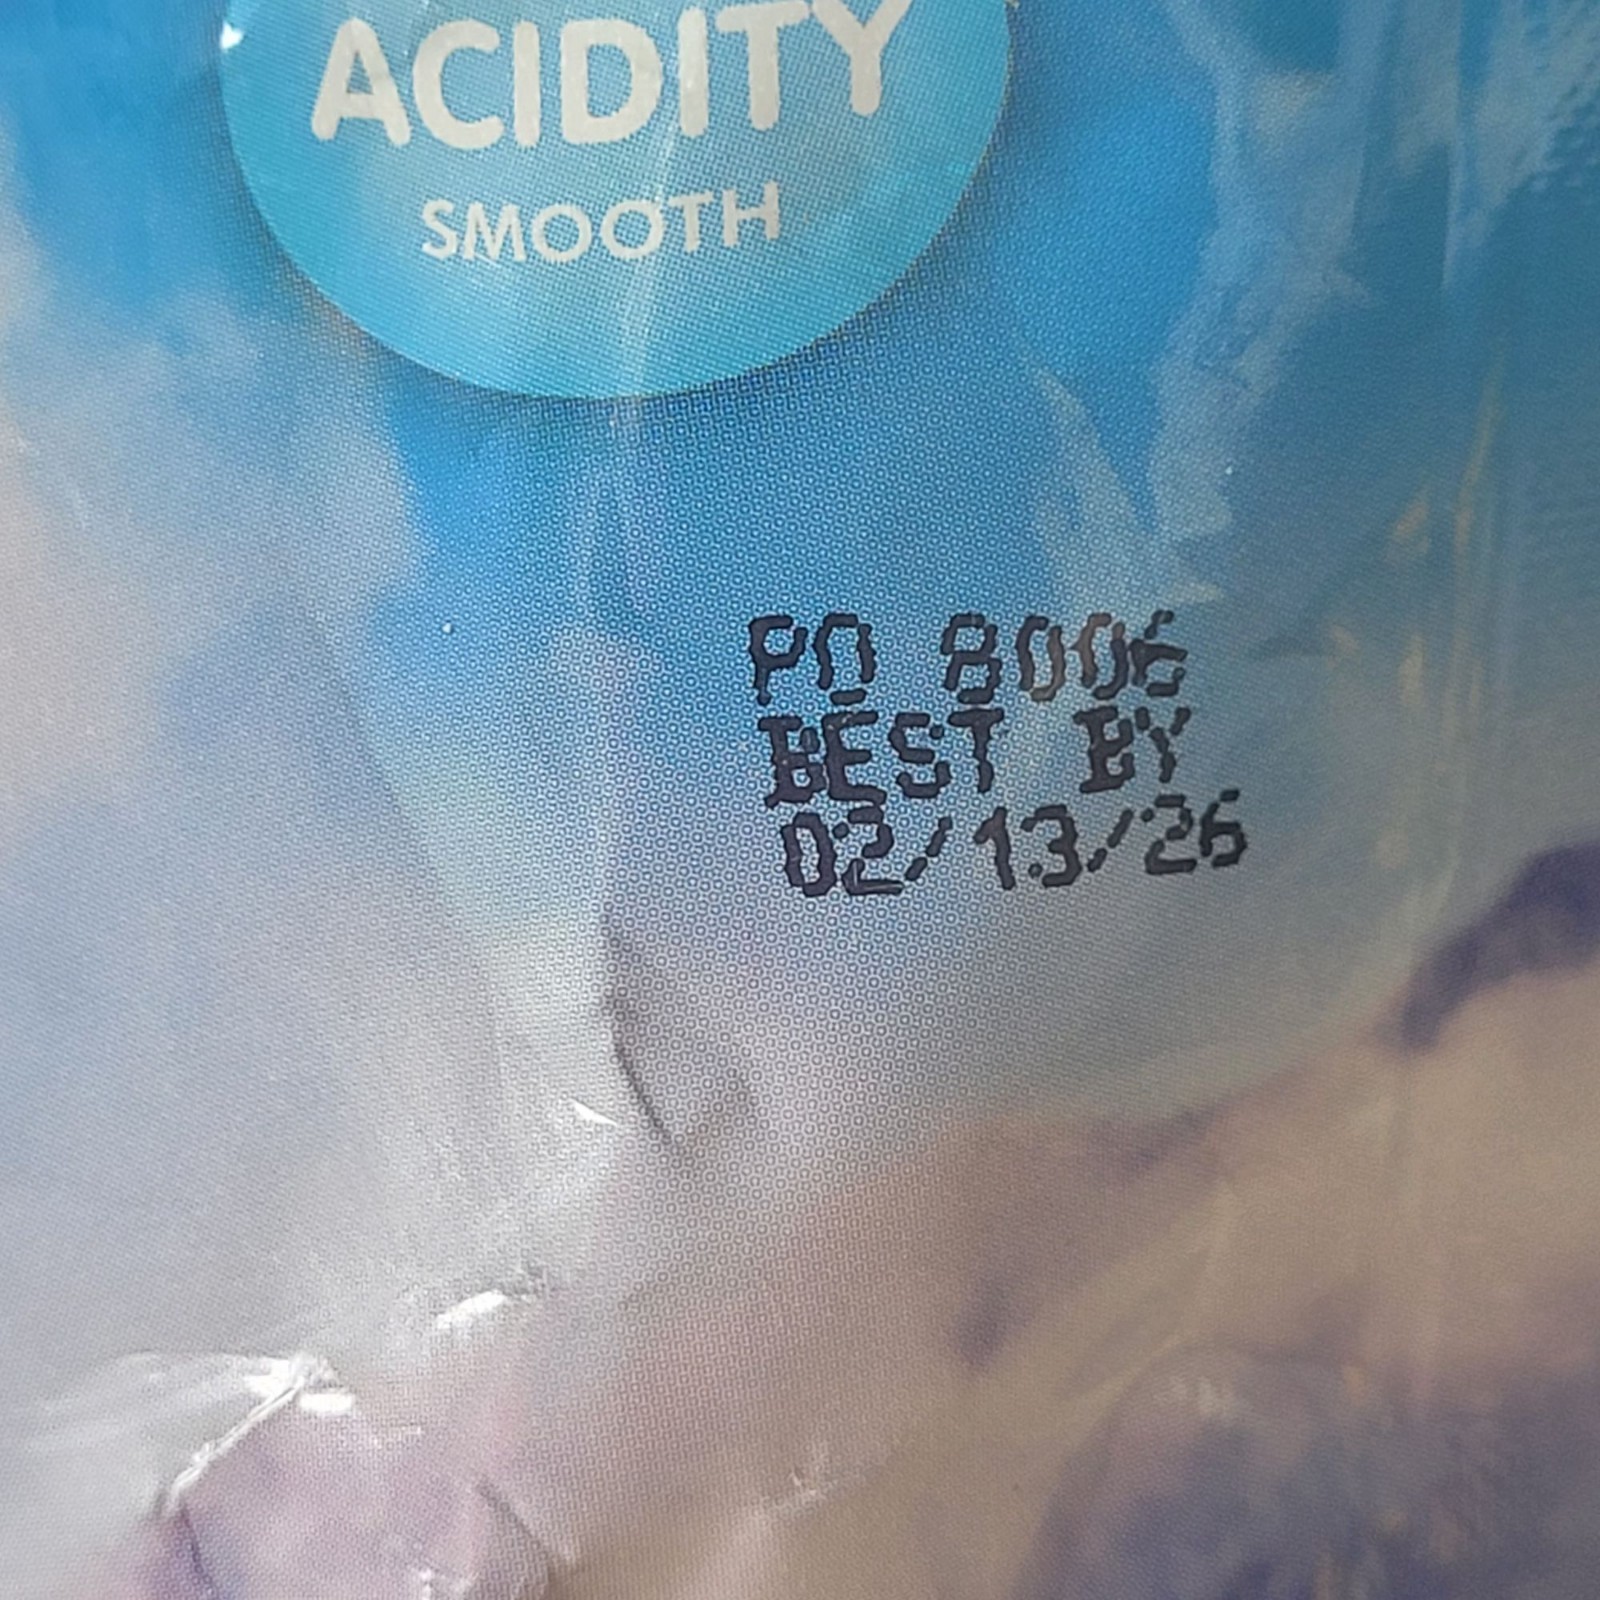 ACIDITY
SMOOTH
PO 8006
BEST BY
02/13/26